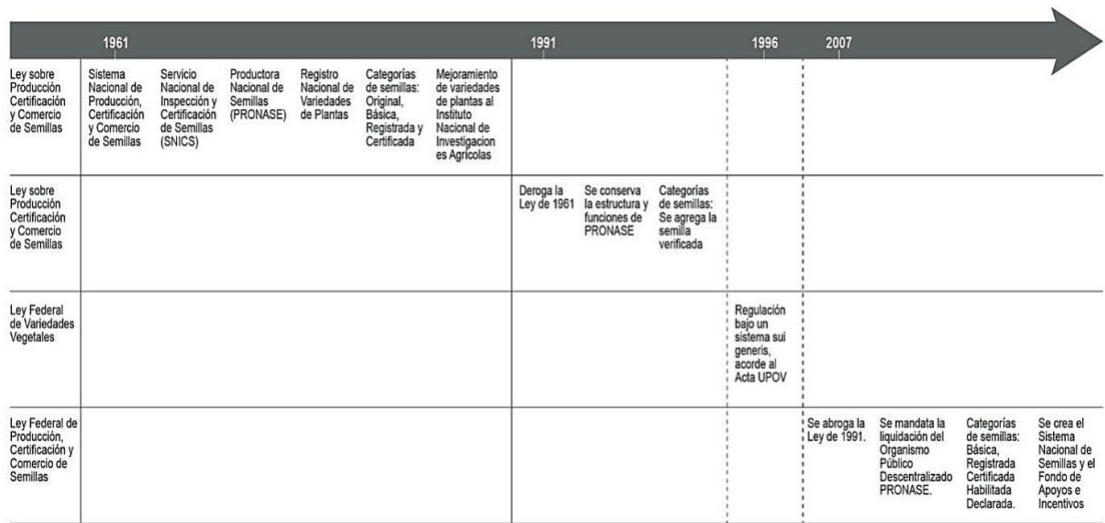 1961
1991
1996
2007
Ley sobre
Producción
Certificación
y Comercio
de Semillas
Sistema
Nacional de
Producción,
Certificación
y Comercio
de Semillas
Servicio
Nacional de
Inspección y
Certificación
de Semillas
(SNICS)
Productora
Nacional de
Semillas
(PRONASE)
Registro
Nacional de
Variedades
de Plantas
Categorías
de semillas:
Original,
Básica,
Registrada y
Certificada
Mejoramiento
de variedades
de plantas al
Instituto
Nacional de
Investigacion
es Agrícolas
Ley sobre
Producción
Certificación
y Comercio
de Semillas
Deroga la
Ley de 1961
Se conserva
la estructura y
funciones de
PRONASE
Categorías
de semillas:
Se agrega la
semilla
verificada
Ley Federal
de Variedades
Vegetales
Regulación
bajo un
sistema sui
generis,
acorde al
Acta UPOV
Ley Federal de
Producción,
Certificación y
Comercio de
Semillas
Se abroga la
Ley de 1991.
Se mandata la
liquidación del
Organismo
Público
Descentralizado
PRONASE.
Categorías
de semillas:
Básica,
Registrada
Certificada
Habilitada
Declarada.
Se crea el
Sistema
Nacional de
Semillas y el
Fondo de
Apoyos e
Incentivos